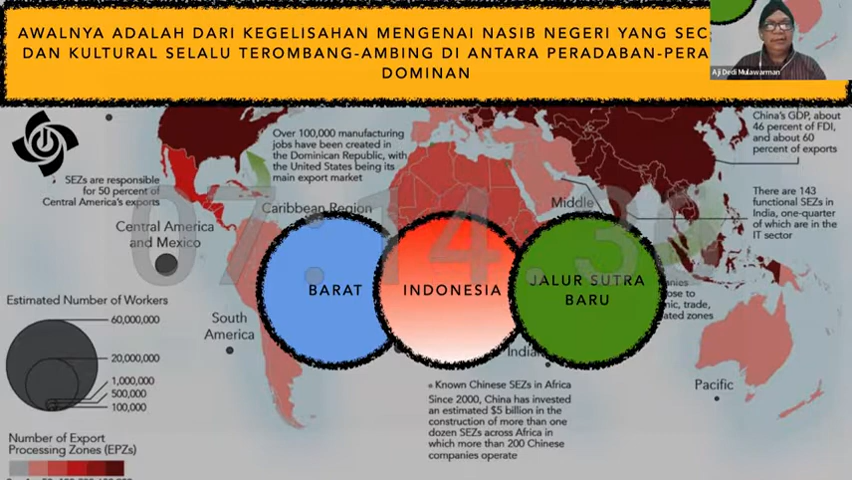 AWALNYA ADALAH DARI KEGELISAHAN MENGENAI NASIB NEGERI YANG
DAN KULTURAL SELALU TEROMBANG-AMBING DI ANTARA
DOMINAN
Aji Dedi Mulawarman
China's GDP, about
46 percent of FDI,
and about 60
percent of exports
Over 100,000 manufacturing
jobs have been created in
the Dominican Republic, with
the United States being its
main export market
SEZs are responsible
for 50 percent of
Central America's exports
There are 143
functional SEZs in
India, one-quarter
of which are in the
IT sector
Caribbean Region
Middle
Central America
and Mexico
07:14:3
BARAT
INDONESIA
JALUR SUTRA
BARU
Estimated Number of Workers
60,000,000
20,000,000
1,000,000
500,000
100,000
South
America
India
Pacific
Known Chinese SEZs in Africa
Since 2000, China has invested
an estimated $5 billion in the
construction of more than one
dozen SEZs across Africa in
which more than 200 Chinese
companies operate
Number of Export
Processing Zones (EPZs)